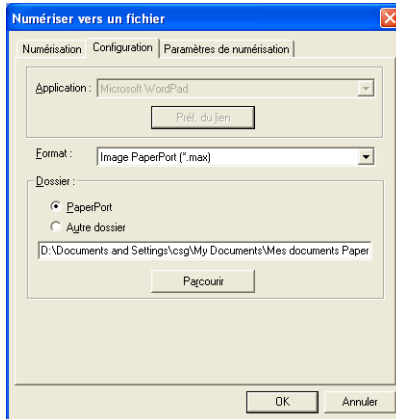 Numériser vers un fichier
Numérisation Configuration Paramètres de numérisation
Application : Microsoft WordPad
Préf. du lien
Format : Image PaperPort (*.max)
Dossier :
PaperPort
Autre dossier
D:\Documents and Settings\csg\My Documents\Mes documents Paper
Parcourir
OK Annuler